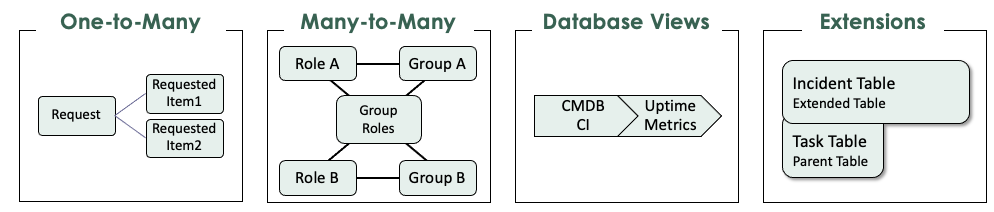 One-to-Many
Request
Requested
Item1
Requested
Item2
Many-to-Many
Role A
Group A
Group
Roles
Role B
Group B
Database Views
CMDB
CI
Uptime
Metrics
Extensions
Incident Table
Extended Table
Task Table
Parent Table